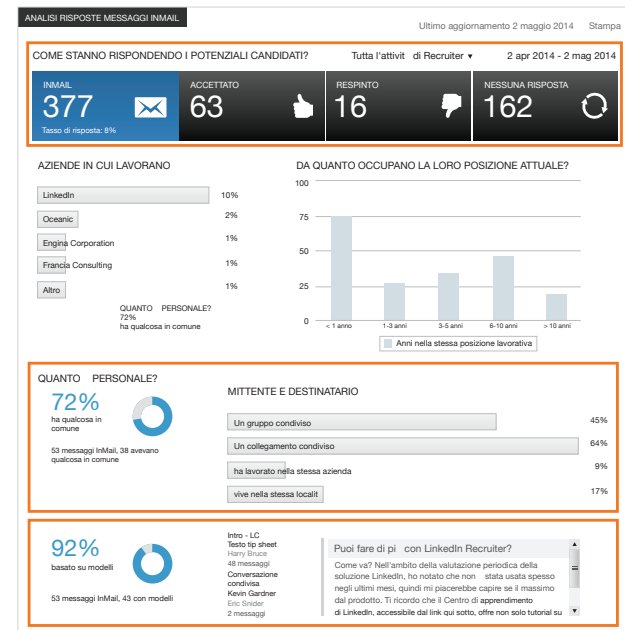 ANALISI RISPOSTE MESSAGGI INMAIL
Ultimo aggiornamento 2 maggio 2014 Stampa
COME STANNO RISPONDENDO I POTENZIALI CANDIDATI? Tutta l'attivit di Recruiter ▾ 2 apr 2014 - 2 mag 2014
INMAIL
377
Tasso di risposta: 8%
ACCETTATO
63
RESPINTO
16
NESSUNA RISPOSTA
162
AZIENDE IN CUI LAVORANO
LinkedIn 10%
Oceanic 2%
Engina Corporation 1%
Francia Consulting 1%
Altro 1%
QUANTO PERSONALE?
72%
ha qualcosa in comune
DA QUANTO OCCUPANO LA LORO POSIZIONE ATTUALE?
100
75
50
25
0
< 1 anno 1-3 anni 3-5 anni 6-10 anni > 10 anni
Anni nella stessa posizione lavorativa
QUANTO PERSONALE?
72%
ha qualcosa in
comune
53 messaggi InMail, 38 avevano
qualcosa in comune
MITTENTE E DESTINATARIO
Un gruppo condiviso 45%
Un collegamento condiviso 64%
ha lavorato nella stessa azienda 9%
vive nella stessa localit 17%
92%
basato su modelli
53 messaggi InMail, 43 con modelli
Intro - LC
Testo tip sheet
Harry Bruce
48 messaggi
Conversazione
condivisa
Kevin Gardner
Eric Snider
2 messaggi
Puoi fare di pi con LinkedIn Recruiter?
Come va? Nell'ambito della valutazione periodica della
soluzione LinkedIn, ho notato che non stata usata spesso
negli ultimi mesi, quindi mi piacerebbe capire se il massimo
dal prodotto. Ti ricordo che il Centro di apprendimento
di LinkedIn, accessibile dal link qui sotto, offre non solo tutorial su